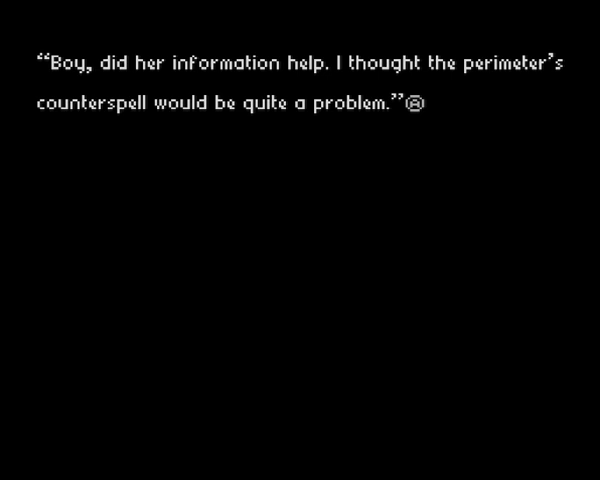 “Boy, did her information help. I thought the perimeter’s
counterspell would be quite a problem.”